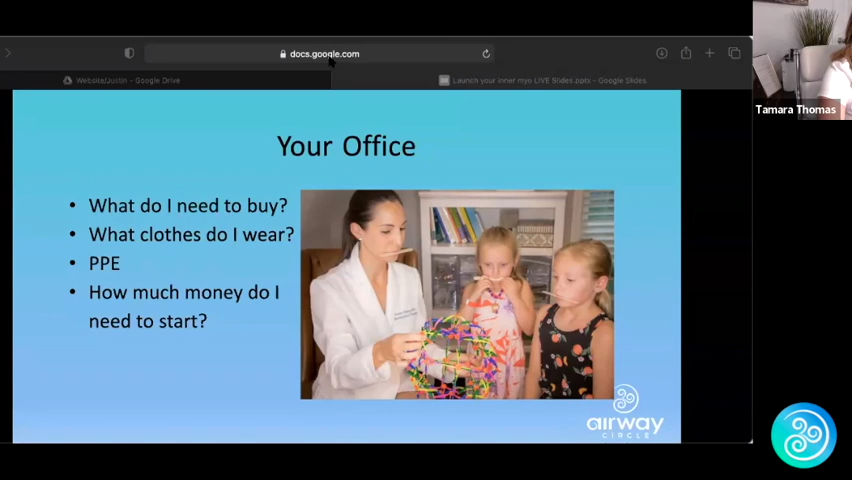 docs.google.com
Website/Justin – Google Drive
Launch your inner myo LIVE Slides.pptx - Google Slides
Tamara Thomas
Your Office
• What do I need to buy?
• What clothes do I wear?
• PPE
• How much money do I
need to start?
airway
CIRCLE